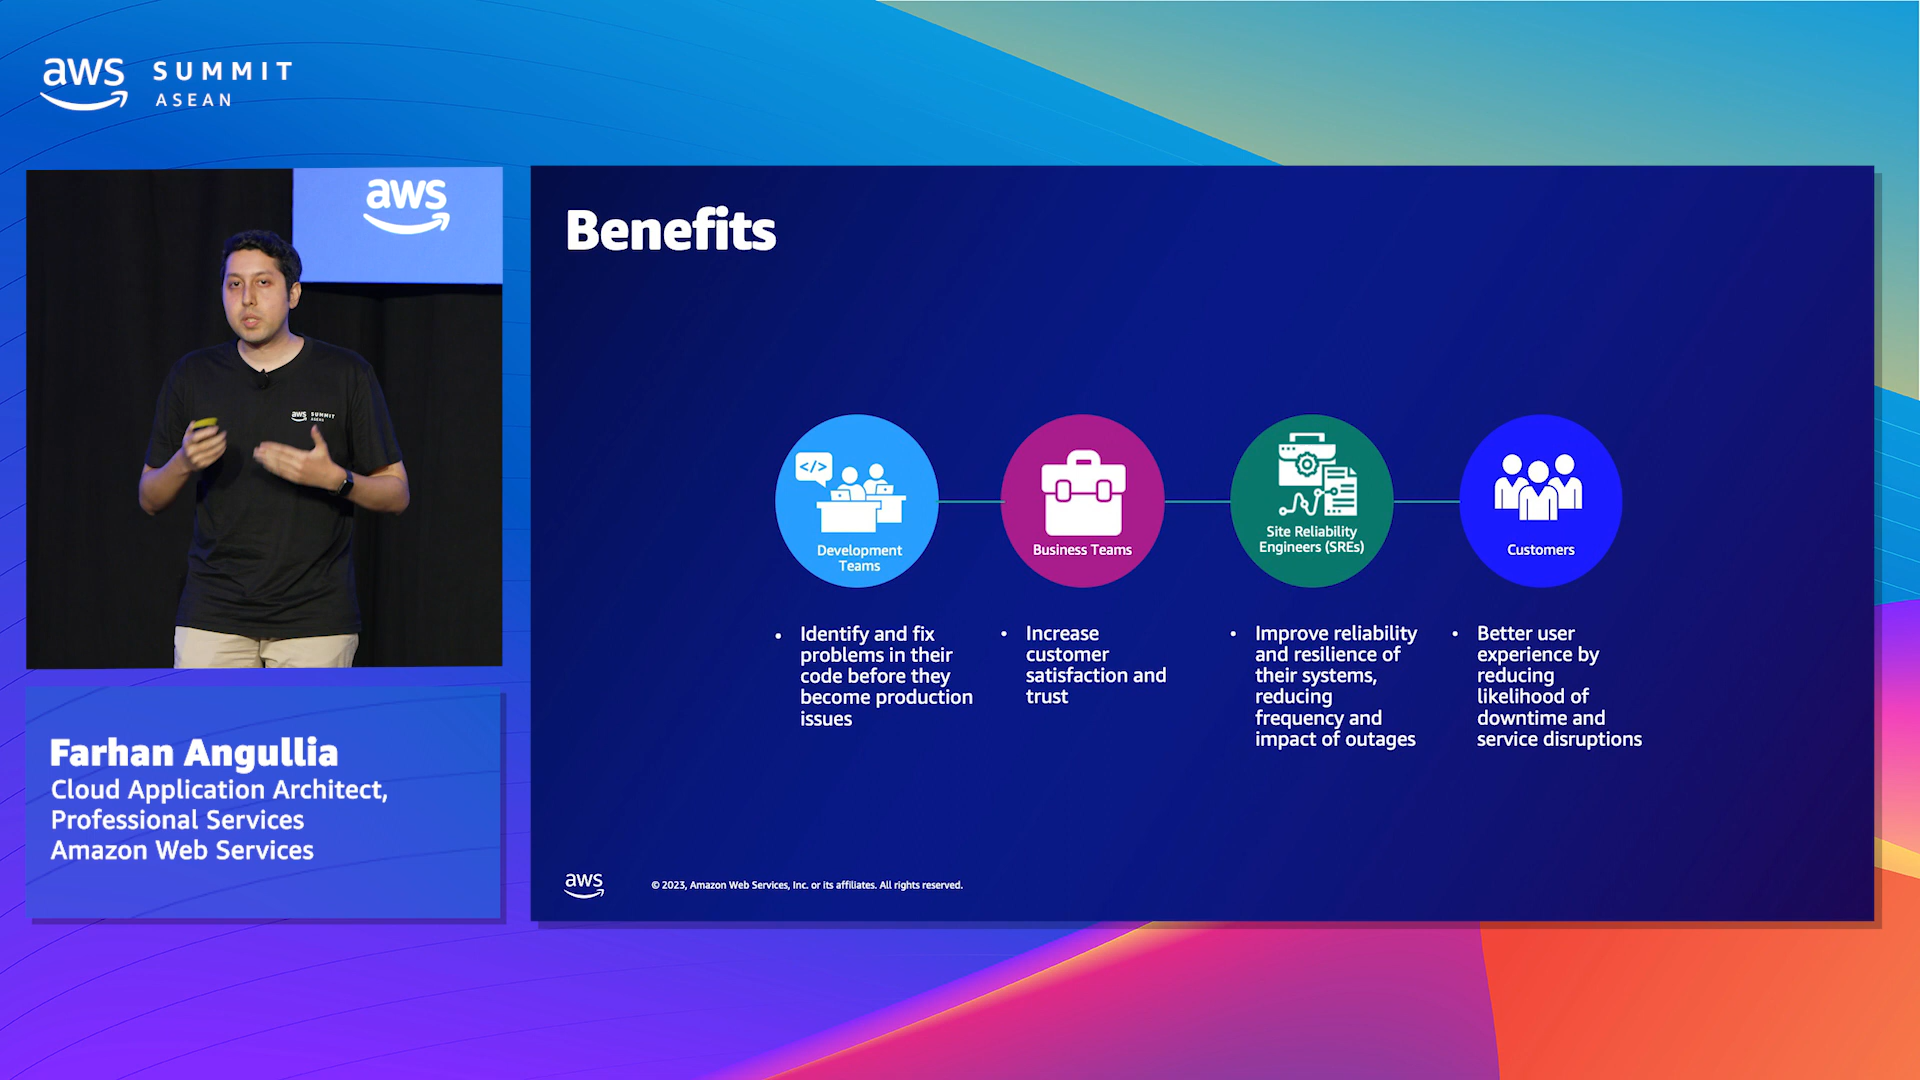 aws SUMMIT
ASEAN
aws
aws SUMMIT
Farhan Angullia
Cloud Application Architect,
Professional Services
Amazon Web Services
Benefits
</>
Development
Teams
Business Teams
Site Reliability
Engineers (SREs)
Customers
• Identify and fix
problems in their
code before they
become production
issues
• Increase
customer
satisfaction and
trust
• Improve reliability
and resilience of
their systems,
reducing
frequency and
impact of outages
• Better user
experience by
reducing
likelihood of
downtime and
service disruptions
aws
© 2023, Amazon Web Services, Inc. or its affiliates. All rights reserved.